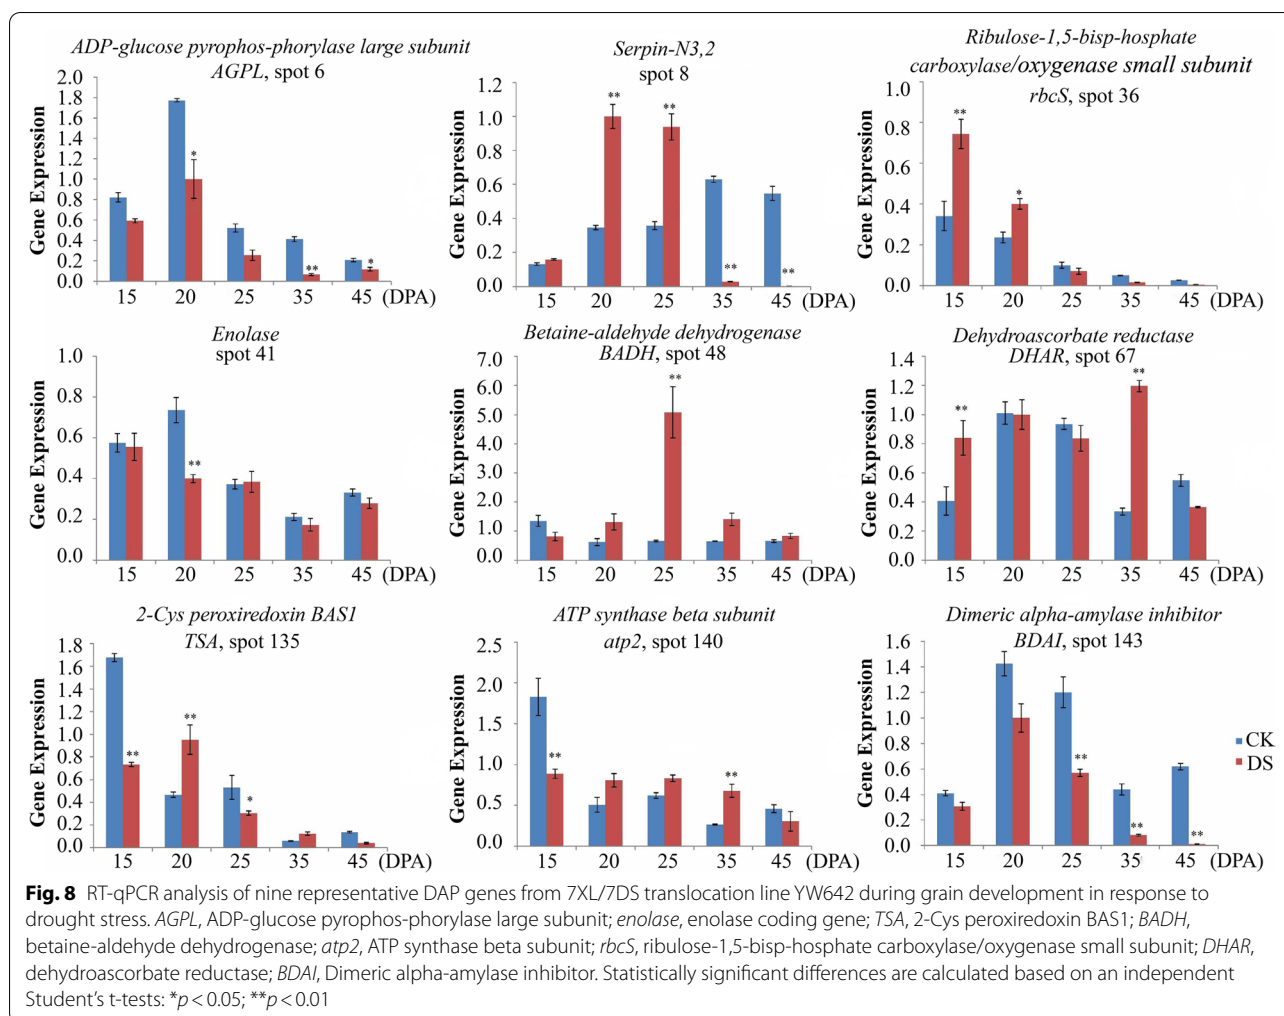 ADP-glucose pyrophos-phorylase large subunit
AGPL, spot 6
Gene Expression
2.0
1.8
1.6
1.4
1.2
1.0
0.8
0.6
0.4
0.2
0.0
*
**
*
15 20 25 35 45 (DPA)
Serpin-N3,2
spot 8
Gene Expression
1.2
1.0
0.8
0.6
0.4
0.2
0.0
**
**
**
**
15 20 25 35 45 (DPA)
Ribulose-1,5-bisp-hosphate
carboxylase/oxygenase small subunit
rbcS, spot 36
Gene Expression
1.0
0.8
0.6
0.4
0.2
0.0
**
*
15 20 25 35 45 (DPA)
Enolase
spot 41
Gene Expression
1.0
0.8
0.6
0.4
0.2
0.0
**
15 20 25 35 45 (DPA)
Betaine-aldehyde dehydrogenase
BADH, spot 48
Gene Expression
7.0
6.0
5.0
4.0
3.0
2.0
1.0
0.0
**
15 20 25 35 45 (DPA)
Dehydroascorbate reductase
DHAR, spot 67
Gene Expression
1.4
1.2
1.0
0.8
0.6
0.4
0.2
0.0
**
**
15 20 25 35 45 (DPA)
2-Cys peroxiredoxin BAS1
TSA, spot 135
Gene Expression
1.8
1.6
1.4
1.2
1.0
0.8
0.6
0.4
0.2
0.0
**
**
*
15 20 25 35 45 (DPA)
ATP synthase beta subunit
atp2, spot 140
Gene Expression
2.5
2.0
1.5
1.0
0.5
0.0
**
**
15 20 25 35 45 (DPA)
Dimeric alpha-amylase inhibitor
BDAI, spot 143
Gene Expression
1.6
1.4
1.2
1.0
0.8
0.6
0.4
0.2
0.0
**
**
**
15 20 25 35 45 (DPA)
CK
DS
Fig. 8 RT-qPCR analysis of nine representative DAP genes from 7XL/7DS translocation line YW642 during grain development in response to
drought stress. AGPL, ADP-glucose pyrophos-phorylase large subunit; enolase, enolase coding gene; TSA, 2-Cys peroxiredoxin BAS1; BADH,
betaine-aldehyde dehydrogenase; atp2, ATP synthase beta subunit; rbcS, ribulose-1,5-bisp-hosphate carboxylase/oxygenase small subunit; DHAR,
dehydroascorbate reductase; BDAI, Dimeric alpha-amylase inhibitor. Statistically significant differences are calculated based on an independent
Student's t-tests: *p < 0.05; **p < 0.01